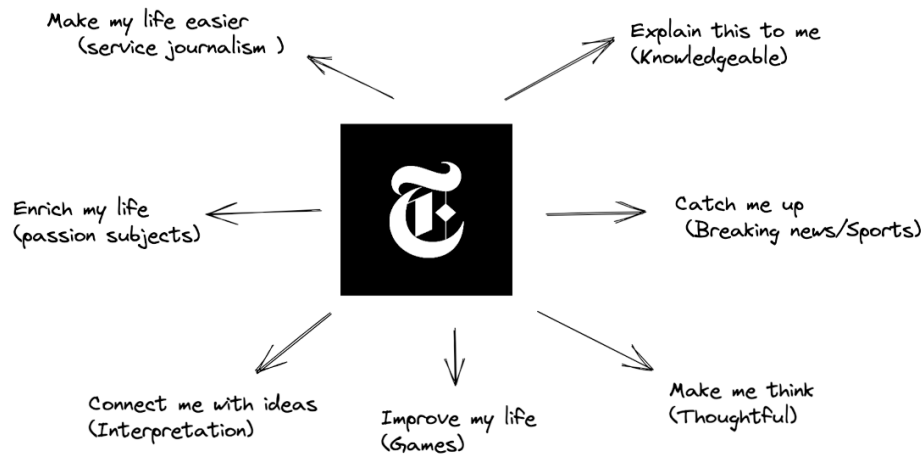 Make my life easier
(service journalism )
Explain this to me
(Knowledgeable)
Enrich my life
(passion subjects)
T
Catch me up
(Breaking news/Sports)
Connect me with ideas
(Interpretation)
Improve my life
(Games)
Make me think
(Thoughtful)